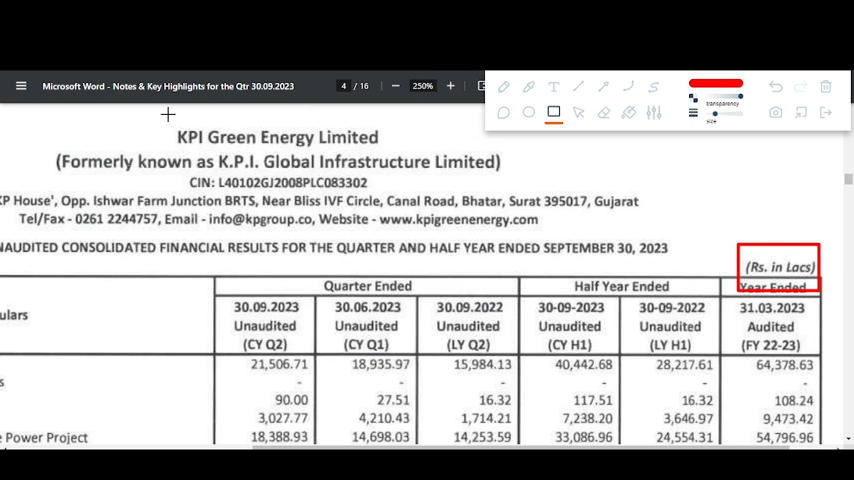 Microsoft Word - Notes & Key Highlights for the Qtr 30.09.2023
4 / 16
250%
T
transparency
size
KPI Green Energy Limited
(Formerly known as K.P.I. Global Infrastructure Limited)
CIN: L40102GJ2008PLC083302
KP House', Opp. Ishwar Farm Junction BRTS, Near Bliss IVF Circle, Canal Road, Bhatar, Surat 395017, Gujarat
Tel/Fax - 0261 2244757, Email - info@kpgroup.co, Website - www.kpigreenenergy.com
NAUDITED CONSOLIDATED FINANCIAL RESULTS FOR THE QUARTER AND HALF YEAR ENDED SEPTEMBER 30, 2023
(Rs. in Lacs)
Quarter Ended Half Year Ended Year Ended
ulars 30.09.2023 30.06.2023 30.09.2022 30-09-2023 30-09-2022 31.03.2023
Unaudited Unaudited Unaudited Unaudited Unaudited Audited
(CY Q2) (CY Q1) (LY Q2) (CY H1) (LY H1) (FY 22-23)
21,506.71 18,935.97 15,984.13 40,442.68 28,217.61 64,378.63
s - - - - - -
90.00 27.51 16.32 117.51 16.32 108.24
3,027.77 4,210.43 1,714.21 7,238.20 3,646.97 9,473.42
e Power Project 18,388.93 14,698.03 14,253.59 33,086.96 24,554.31 54,796.96